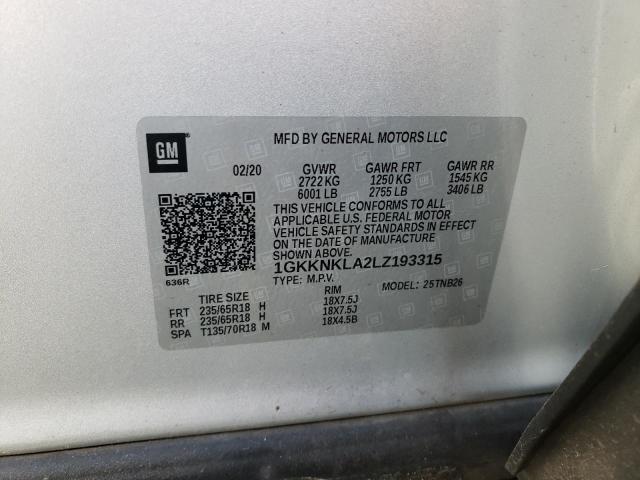 GM
MFD BY GENERAL MOTORS LLC
02/20 GVWR GAWR FRT GAWR RR
2722 KG 1250 KG 1545 KG
6001 LB 2755 LB 3406 LB
THIS VEHICLE CONFORMS TO ALL
APPLICABLE U.S. FEDERAL MOTOR
VEHICLE SAFETY STANDARDS IN EFFECT
ON THE DATE OF MANUFACTURE
SHOWN ABOVE.
1GKKNKLA2LZ193315
636R
TYPE: M.P.V. MODEL: 25TNB26
TIRE SIZE RIM
FRT 235/65R18 H 18X7.5J
RR 235/65R18 H 18X7.5J
SPA T135/70R18 M 18X4.5B